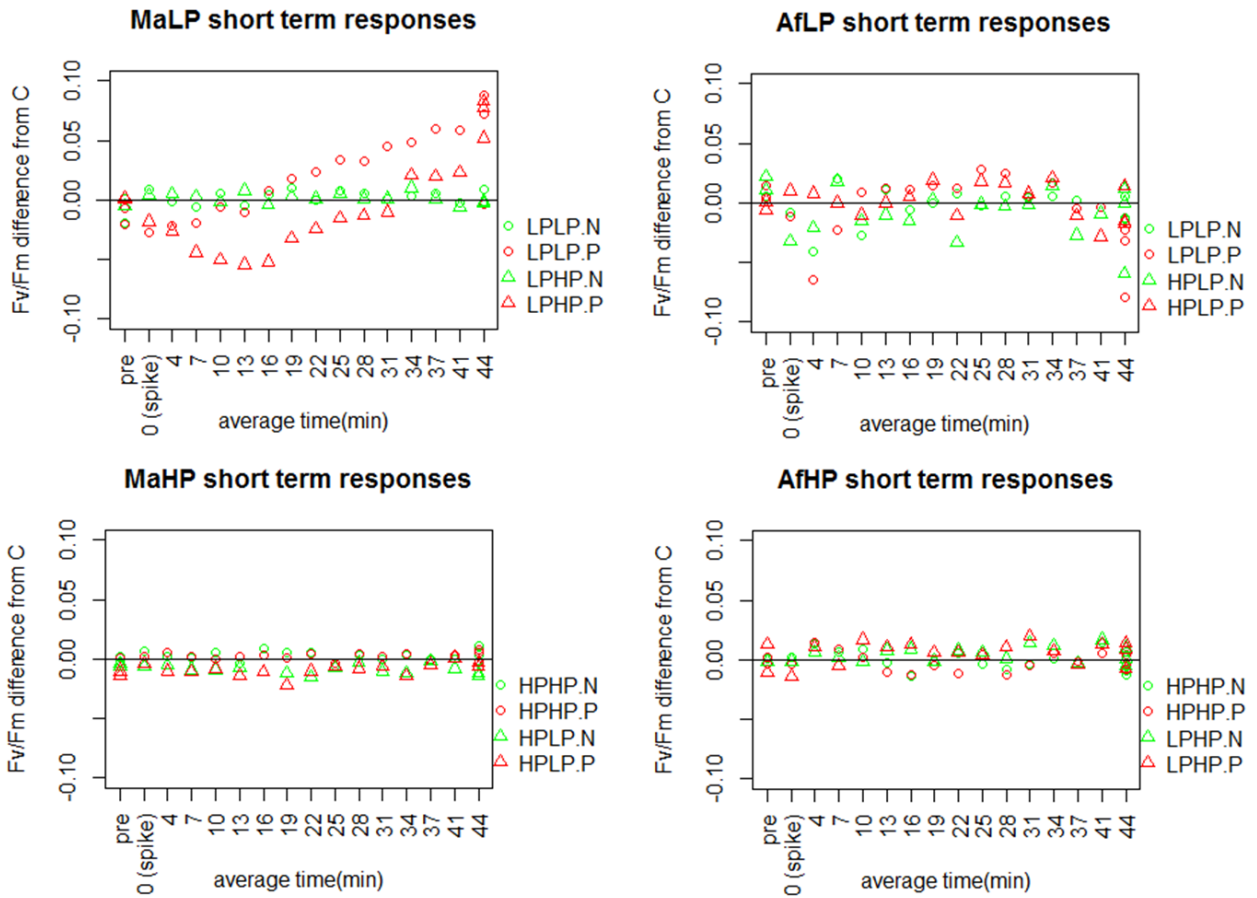 MaLP short term responses
Fv/Fm difference from C
0.10
0.05
0.00
-0.10
pre
0 (spike)
4
7
10
13
16
19
22
25
28
31
34
37
41
44
average time(min)
LPLP.N
LPLP.P
LPHP.N
LPHP.P
AfLP short term responses
Fv/Fm difference from C
0.10
0.05
0.00
-0.10
pre
0 (spike)
4
7
10
13
16
19
22
25
28
31
34
37
41
44
average time(min)
LPLP.N
LPLP.P
HPLP.N
HPLP.P
MaHP short term responses
Fv/Fm difference from C
0.10
0.05
0.00
-0.10
pre
0 (spike)
4
7
10
13
16
19
22
25
28
31
34
37
41
44
average time(min)
HPHP.N
HPHP.P
HPLP.N
HPLP.P
AfHP short term responses
Fv/Fm difference from C
0.10
0.05
0.00
-0.10
pre
0 (spike)
4
7
10
13
16
19
22
25
28
31
34
37
41
44
average time(min)
HPHP.N
HPHP.P
LPHP.N
LPHP.P